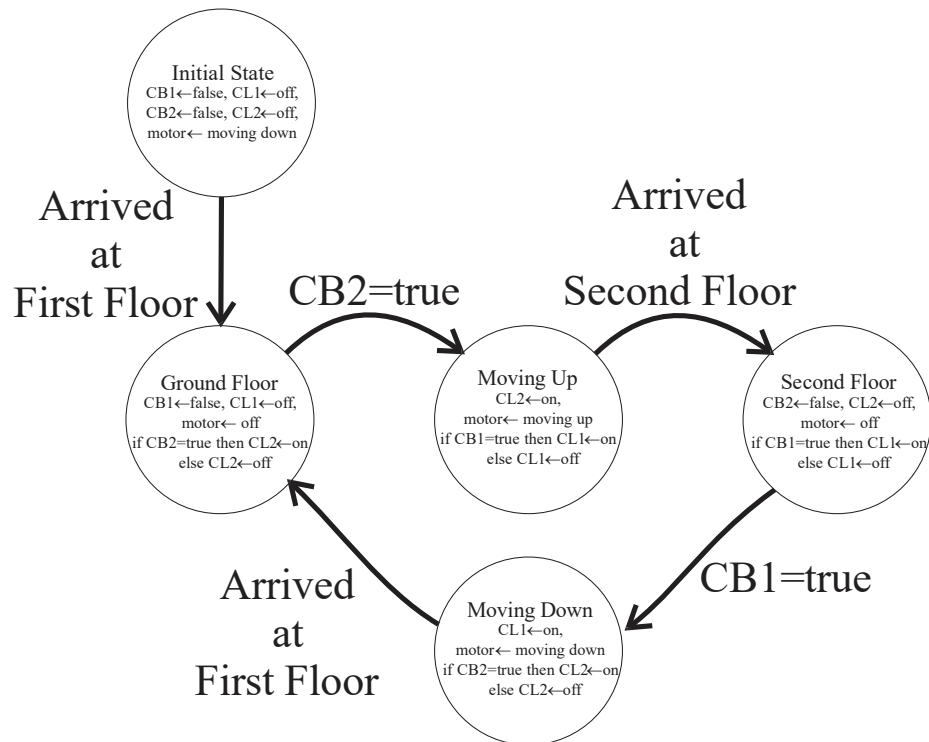 Initial State
CB1←false, CL1←off,
CB2←false, CL2←off,
motor← moving down
Arrived
at
First Floor
CB2=true
Arrived
at
Second Floor
Ground Floor
CB1←false, CL1←off,
motor← off
if CB2=true then CL2←on
else CL2←off
Moving Up
CL2←on,
motor← moving up
if CB1=true then CL1←on
else CL1←off
Second Floor
CB2←false, CL2←off,
motor← off
if CB1=true then CL1←on
else CL1←off
CB1=true
Arrived
at
First Floor
Moving Down
CL1←on,
motor← moving down
if CB2=true then CL2←on
else CL2←off